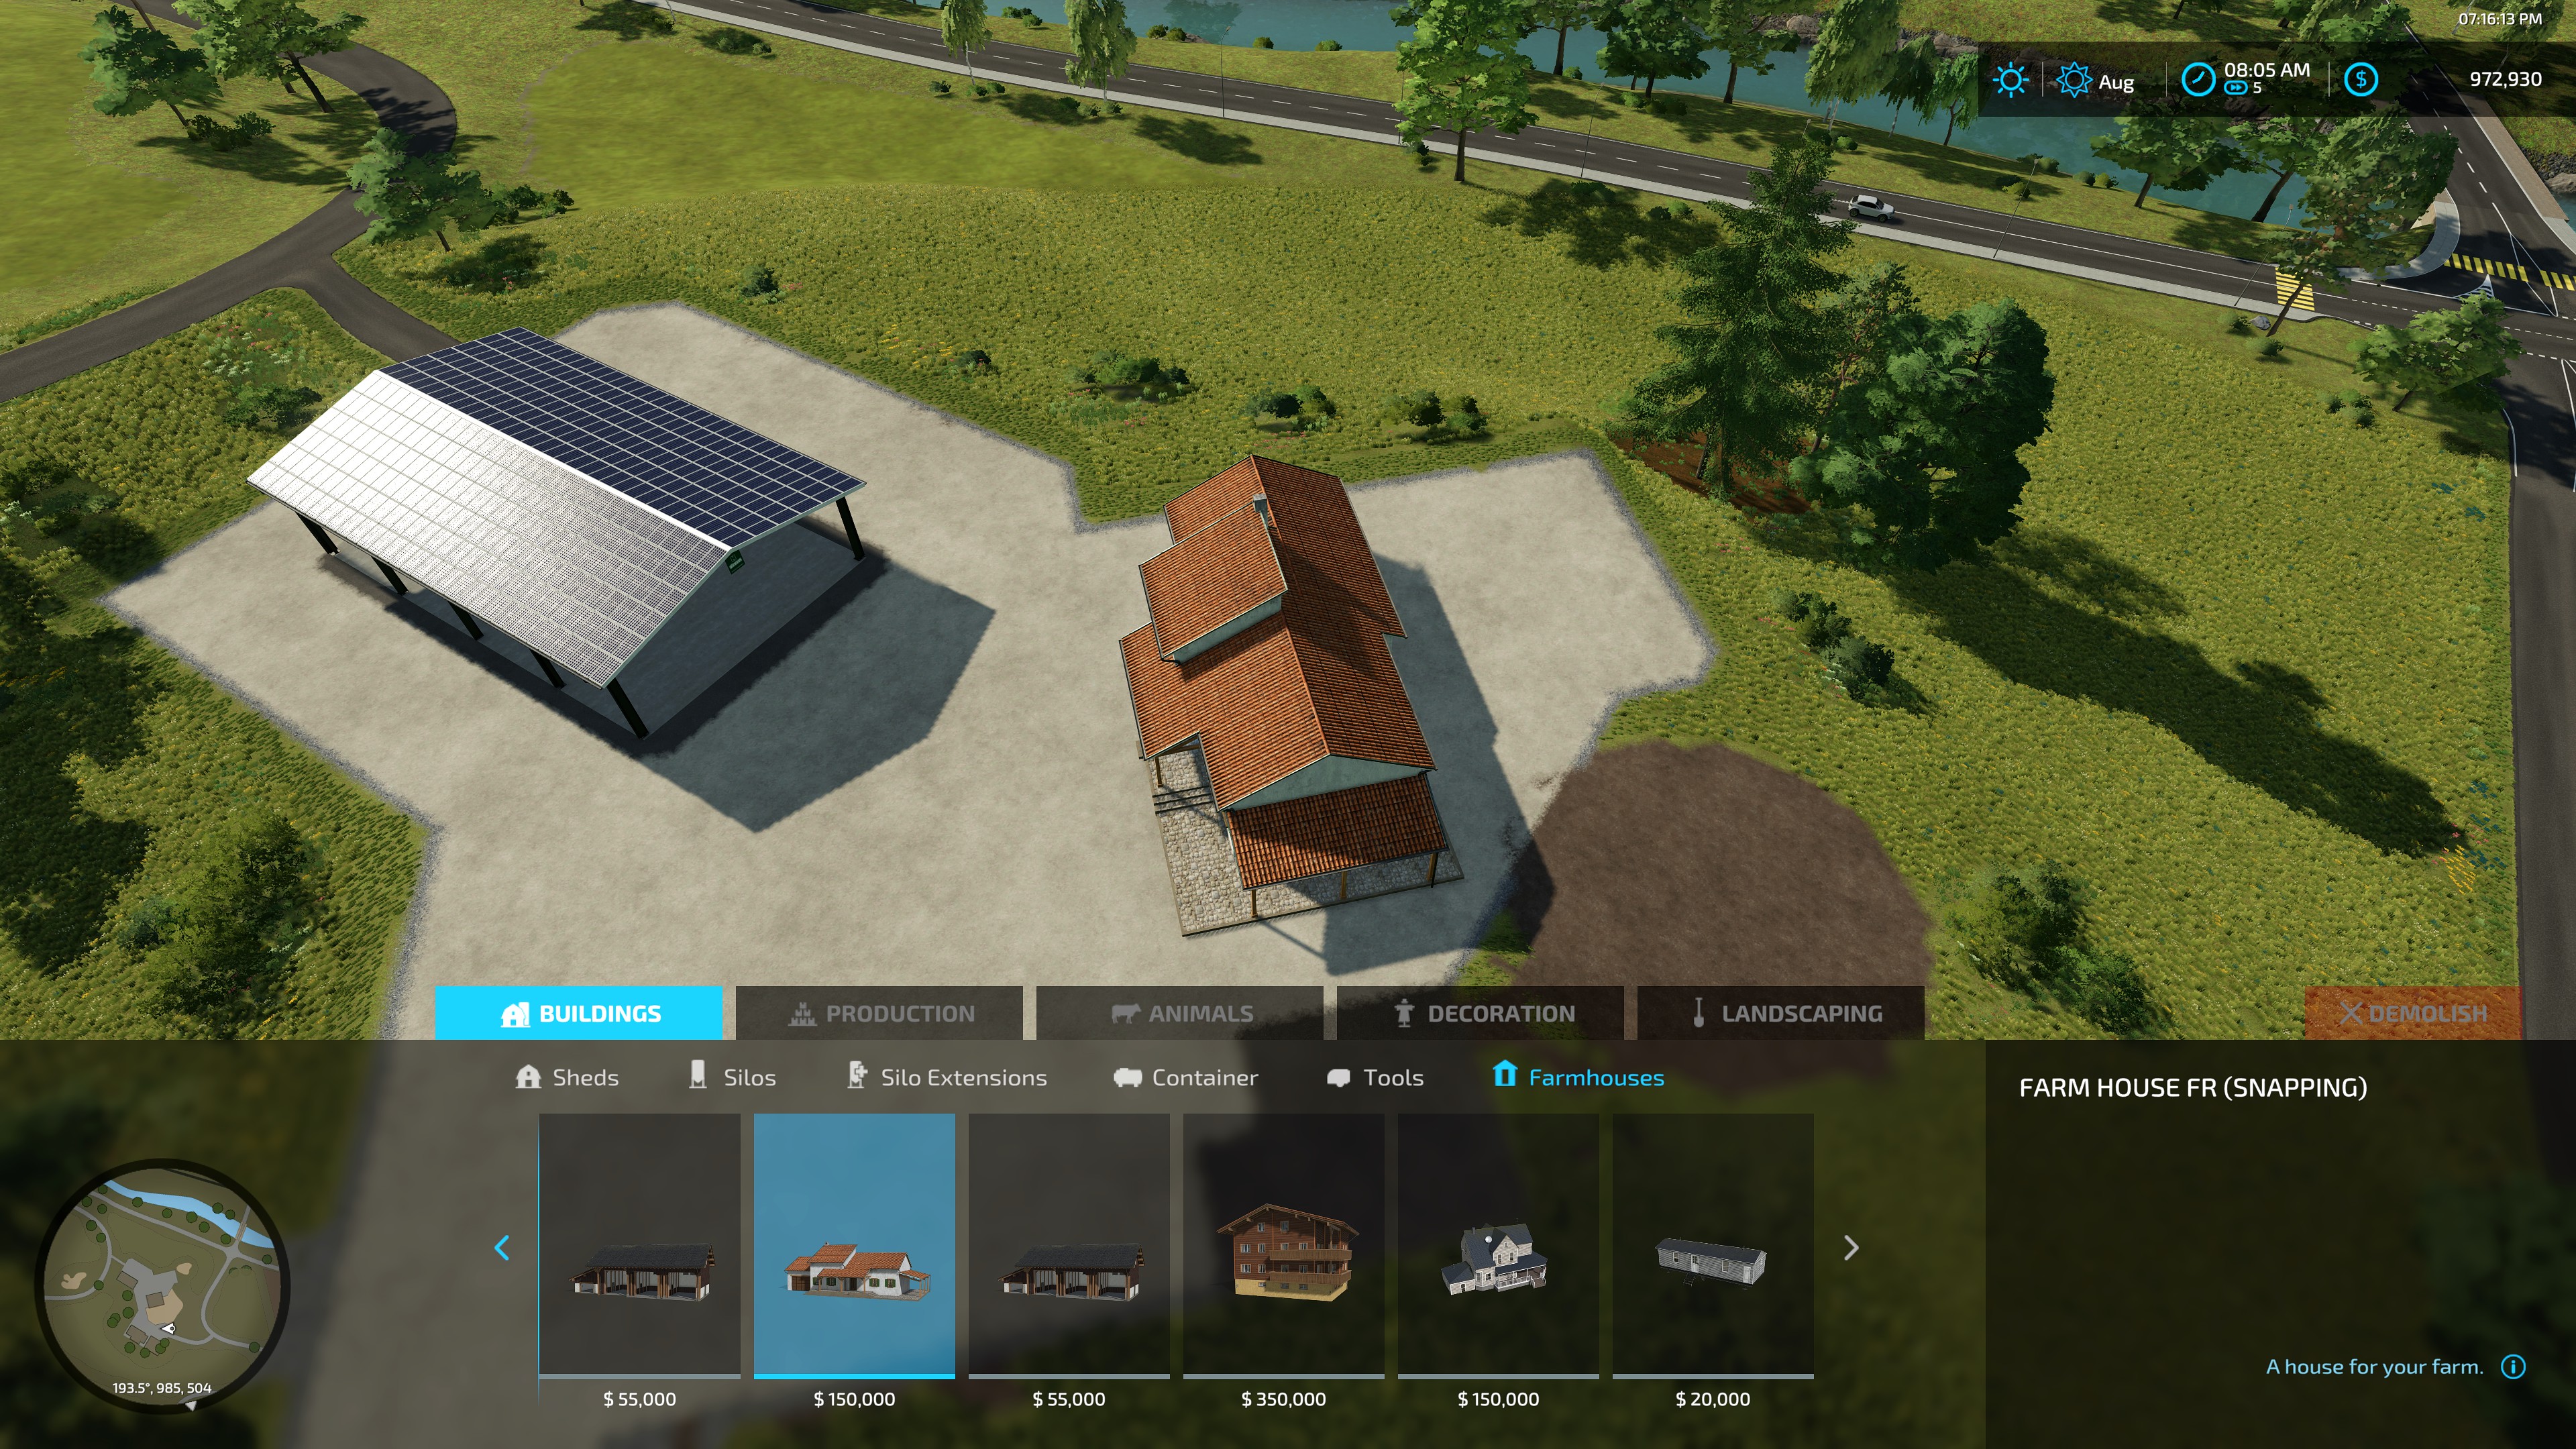 07:16:13 PM
Aug
08:05 AM
5
$
972,930
BUILDINGS
PRODUCTION
ANIMALS
DECORATION
LANDSCAPING
DEMOLISH
Sheds
Silos
Silo Extensions
Container
Tools
Farmhouses
FARM HOUSE FR (SNAPPING)
$ 55,000
$ 150,000
$ 55,000
$ 350,000
$ 150,000
$ 20,000
A house for your farm.
193.5°, 985, 504